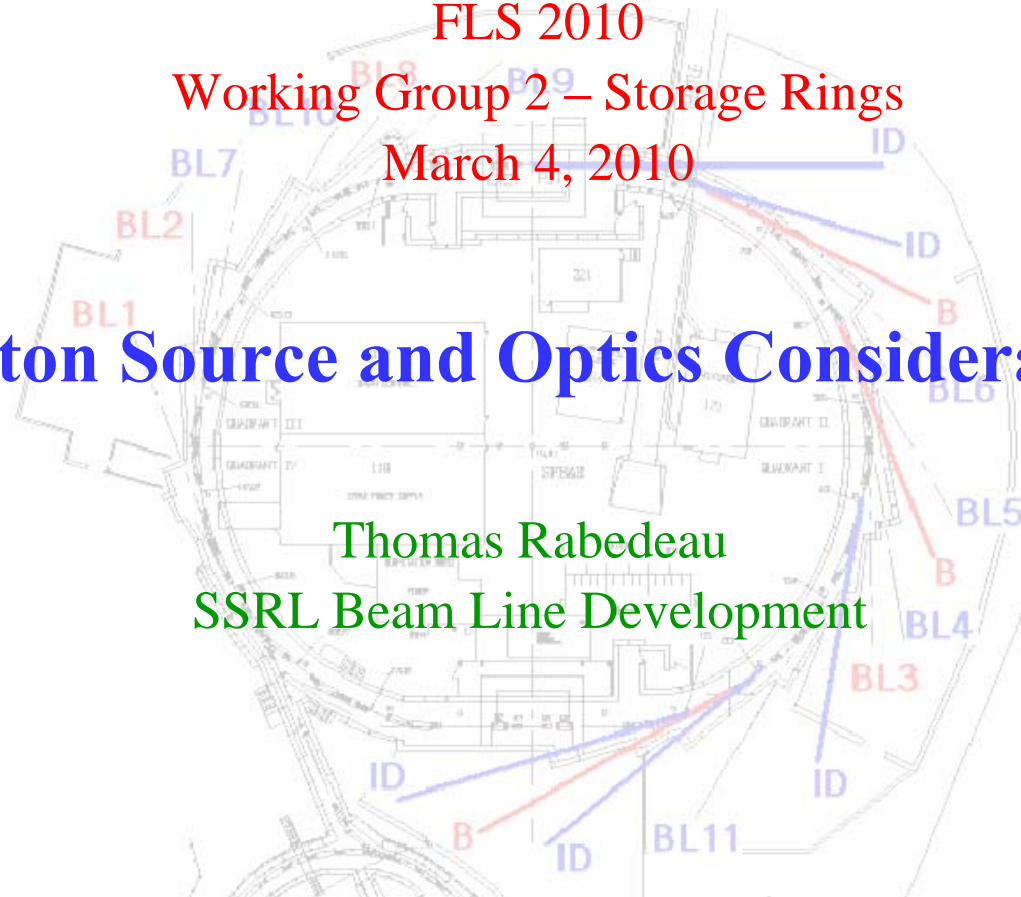 FLS 2010
BL8
BL9
Working Group 2 – Storage Rings
BL10
ID
BL7
March 4, 2010
BL2
ID
221
BL1
B
ton Source and Optics Considera
BL6
QUADRANT III
QUADRANT II
QUADRANT IV
QUADRANT I
SPEAR
BL5
Thomas Rabedeau
B
SSRL Beam Line Development
BL4
BL3
ID
ID
B
BL11
ID